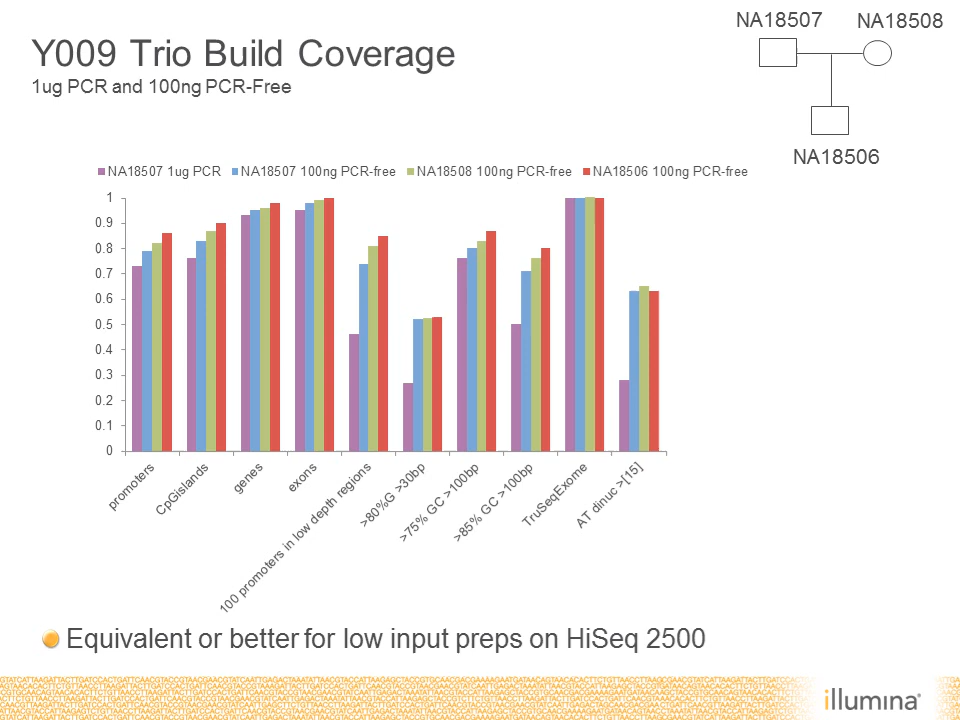 NA18507 NA18508
Y009 Trio Build Coverage
1ug PCR and 100ng PCR-Free
NA18506
NA18507 1ug PCR NA18507 100ng PCR-free NA18508 100ng PCR-free NA18506 100ng PCR-free
1
0.9
0.8
0.7
0.6
0.5
0.4
0.3
0.2
0.1
0
promoters
CpGislands
genes
exons
100 promoters in low depth regions
>80%G >30bp
>75% GC >100bp
>85% GC >100bp
TruSeqExome
AT dinuc >[15]
Equivalent or better for low input preps on HiSeq 2500
illumina®